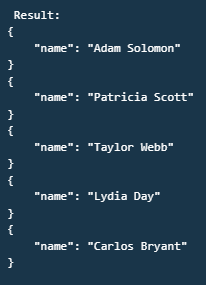 Result:
{
    "name": "Adam Solomon"
}
{
    "name": "Patricia Scott"
}
{
    "name": "Taylor Webb"
}
{
    "name": "Lydia Day"
}
{
    "name": "Carlos Bryant"
}